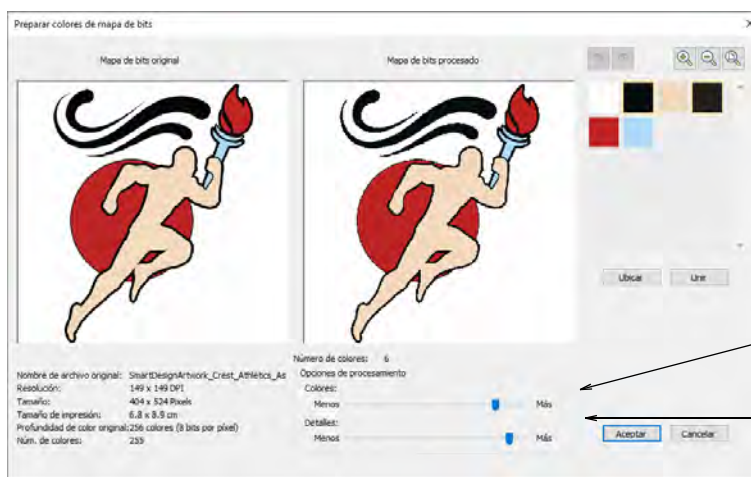 Preparar colores de mapa de bits
Mapa de bits original
Mapa de bits procesado
Ubicar
Unir
Número de colores: 6
Nombre de archivo original: SmartDesignArtwork_Crest_Athletics_As
Opciones de procesamiento
Resolución: 149 x 149 DPI
Colores:
Tamaño: 404 x 524 Pixels
Menos
Más
Tamaño de impresión: 6.8 x 8.9 cm
Profundidad de color original: 256 colores (8 bits por píxel)
Detalles:
Núm. de colores: 255
Menos
Más
Aceptar
Cancelar